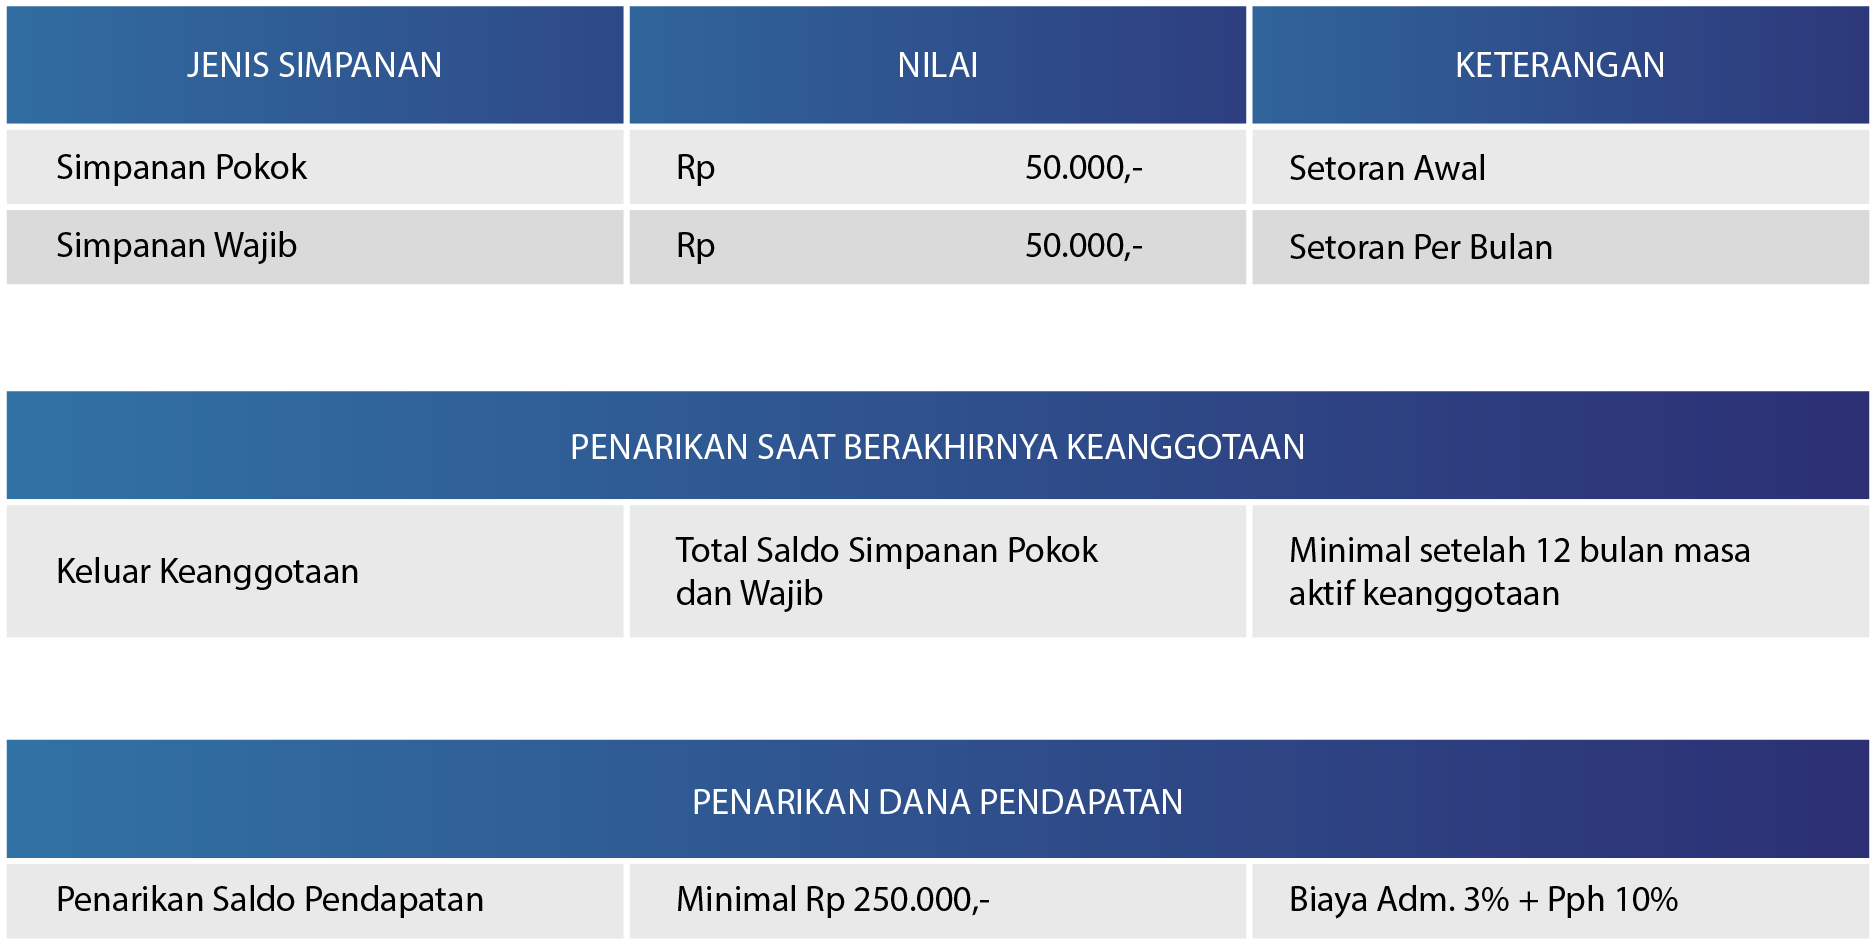 JENIS SIMPANAN NILAI KETERANGAN
Simpanan Pokok Rp 50.000,- Setoran Awal
Simpanan Wajib Rp 50.000,- Setoran Per Bulan
PENARIKAN SAAT BERAKHIRNYA KEANGGOTAAN
Keluar Keanggotaan
Total Saldo Simpanan Pokok
dan Wajib
Minimal setelah 12 bulan masa
aktif keanggotaan
PENARIKAN DANA PENDAPATAN
Penarikan Saldo Pendapatan Minimal Rp 250.000,- Biaya Adm. 3% + Pph 10%